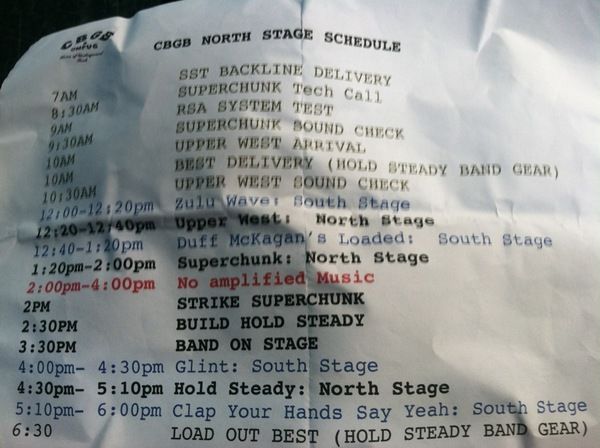 CBGB
OMFUG
Home of Underground
Rock
CBGB NORTH STAGE SCHEDULE
7AM SST BACKLINE DELIVERY
8:30AM SUPERCHUNK Tech Call
9AM RSA SYSTEM TEST
9:30AM SUPERCHUNK SOUND CHECK
10AM UPPER WEST ARRIVAL
10AM BEST DELIVERY (HOLD STEADY BAND GEAR)
10:30AM UPPER WEST SOUND CHECK
12:00-12:20pm Zulu Wave: South Stage
12:20-12:40pm Upper West: North Stage
12:40-1:20pm Duff McKagan's Loaded: South Stage
1:20pm-2:00pm Superchunk: North Stage
2:00pm-4:00pm No amplified Music
2PM STRIKE SUPERCHUNK
2:30PM BUILD HOLD STEADY
3:30PM BAND ON STAGE
4:00pm- 4:30pm Glint: South Stage
4:30pm- 5:10pm Hold Steady: North Stage
5:10pm- 6:00pm Clap Your Hands Say Yeah: South Stage
6:30 LOAD OUT BEST (HOLD STEADY BAND GEAR)